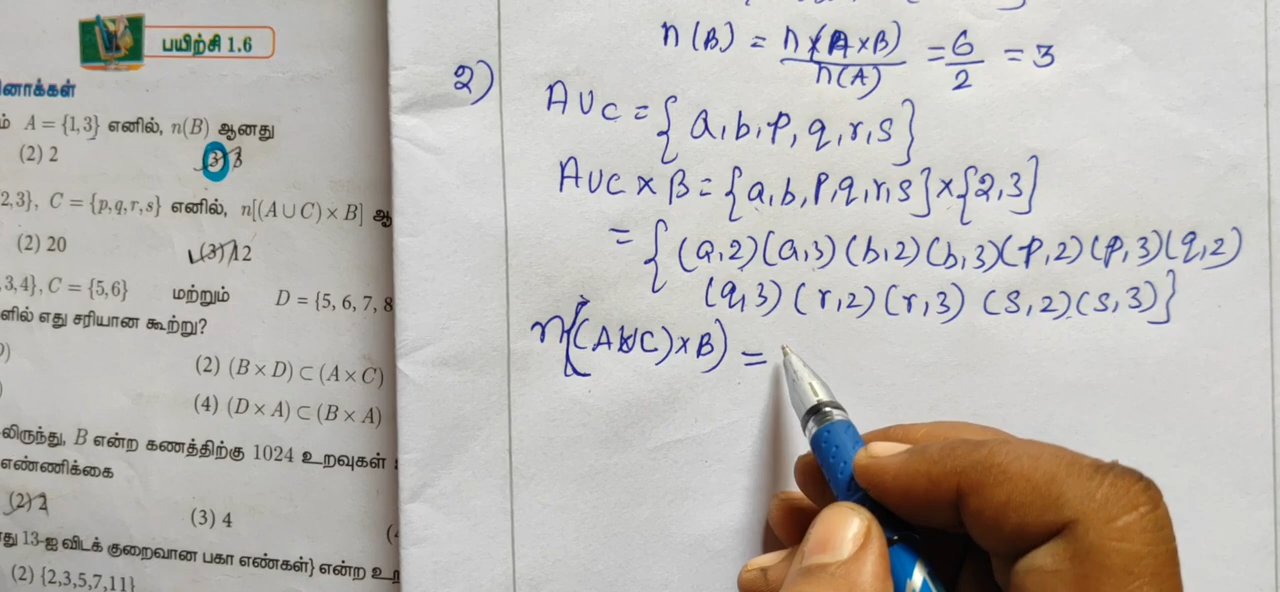 பயிற்சி 1.6
னாக்கள்
ம் A = {1,3} எனில், n(B) ஆனது
(2) 2 (3) 3
2,3}, C = {p,q,r,s} எனில், n[(A∪C)×B] ஆ
(2) 20 (3) 12
,3,4}, C = {5,6} மற்றும் D = {5, 6, 7, 8
ளில் எது சரியான கூற்று?
(2) (B×D)⊂(A×C)
(4) (D×A)⊂(B×A)
லிருந்து, B என்ற கணத்திற்கு 1024 உறவுகள்
எண்ணிக்கை
(2) 2 (3) 4
து 13-ஐ விடக் குறைவான பகா எண்கள்} என்ற உற
(2) {2,3,5,7,11}
n(B) = n(A×B)/n(A) = 6/2 = 3
2) A∪C = {a,b,p,q,r,s}
A∪C×B = {a,b,p,q,r,s}×{2,3}
= {(a,2)(a,3)(b,2)(b,3)(p,2)(p,3)(q,2)
(q,3)(r,2)(r,3)(s,2)(s,3)}
n{(A∪C)×B) =